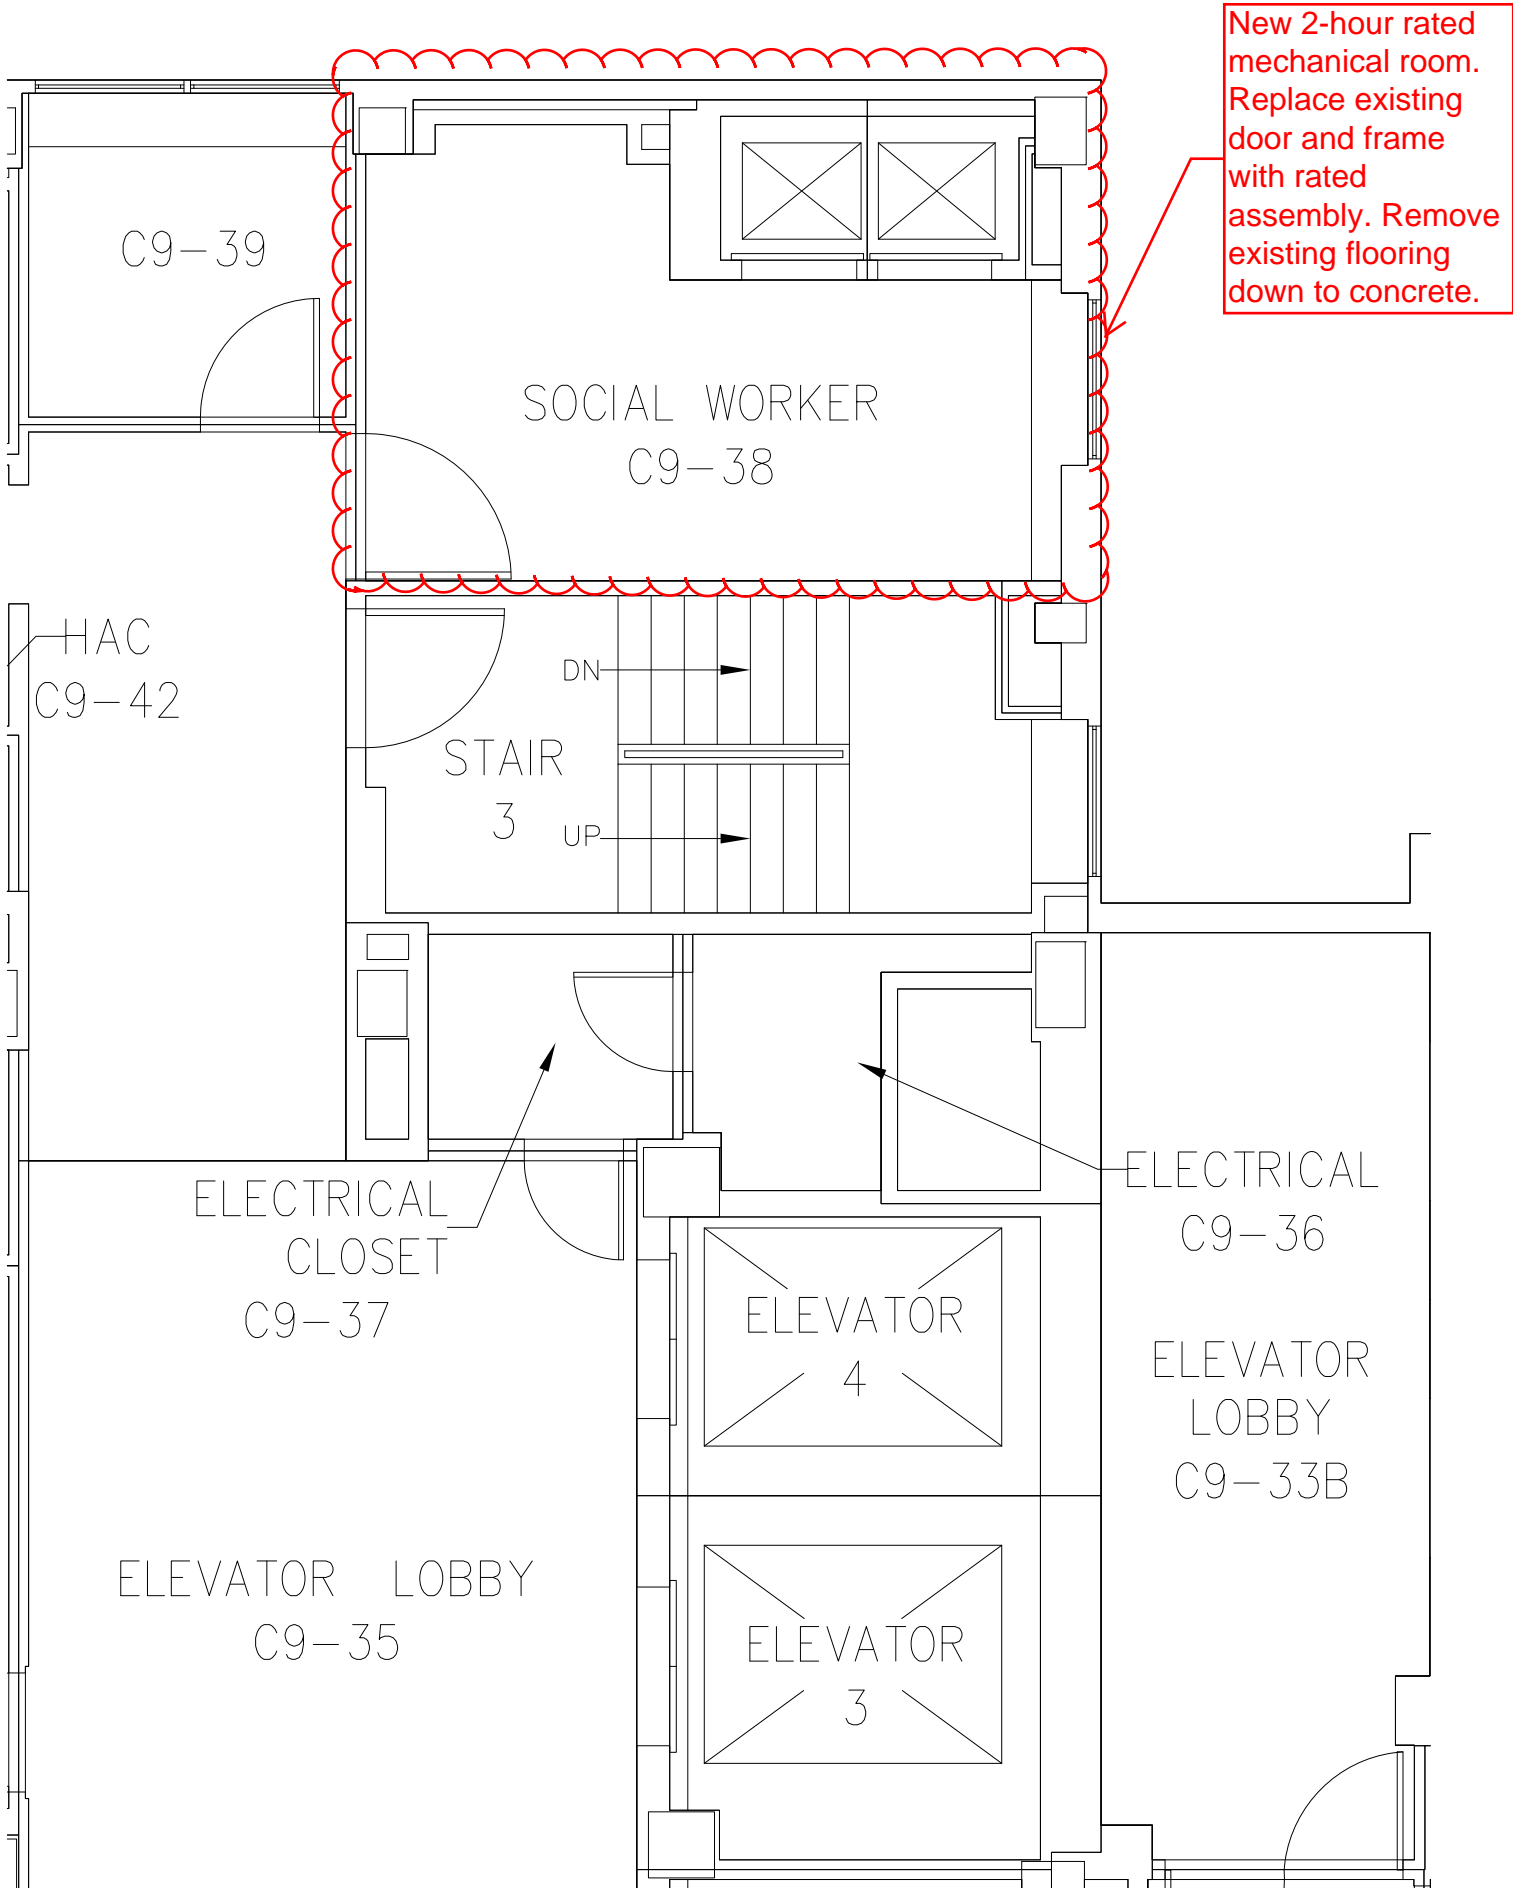 New 2-hour rated
mechanical room.
Replace existing
door and frame
with rated
assembly. Remove
existing flooring
down to concrete.
C9-39
SOCIAL WORKER
C9-38
HAC
C9-42
DN
STAIR
3
UP
ELECTRICAL
CLOSET
C9-37
ELECTRICAL
C9-36
ELEVATOR
4
ELEVATOR
LOBBY
C9-33B
ELEVATOR LOBBY
C9-35
ELEVATOR
3